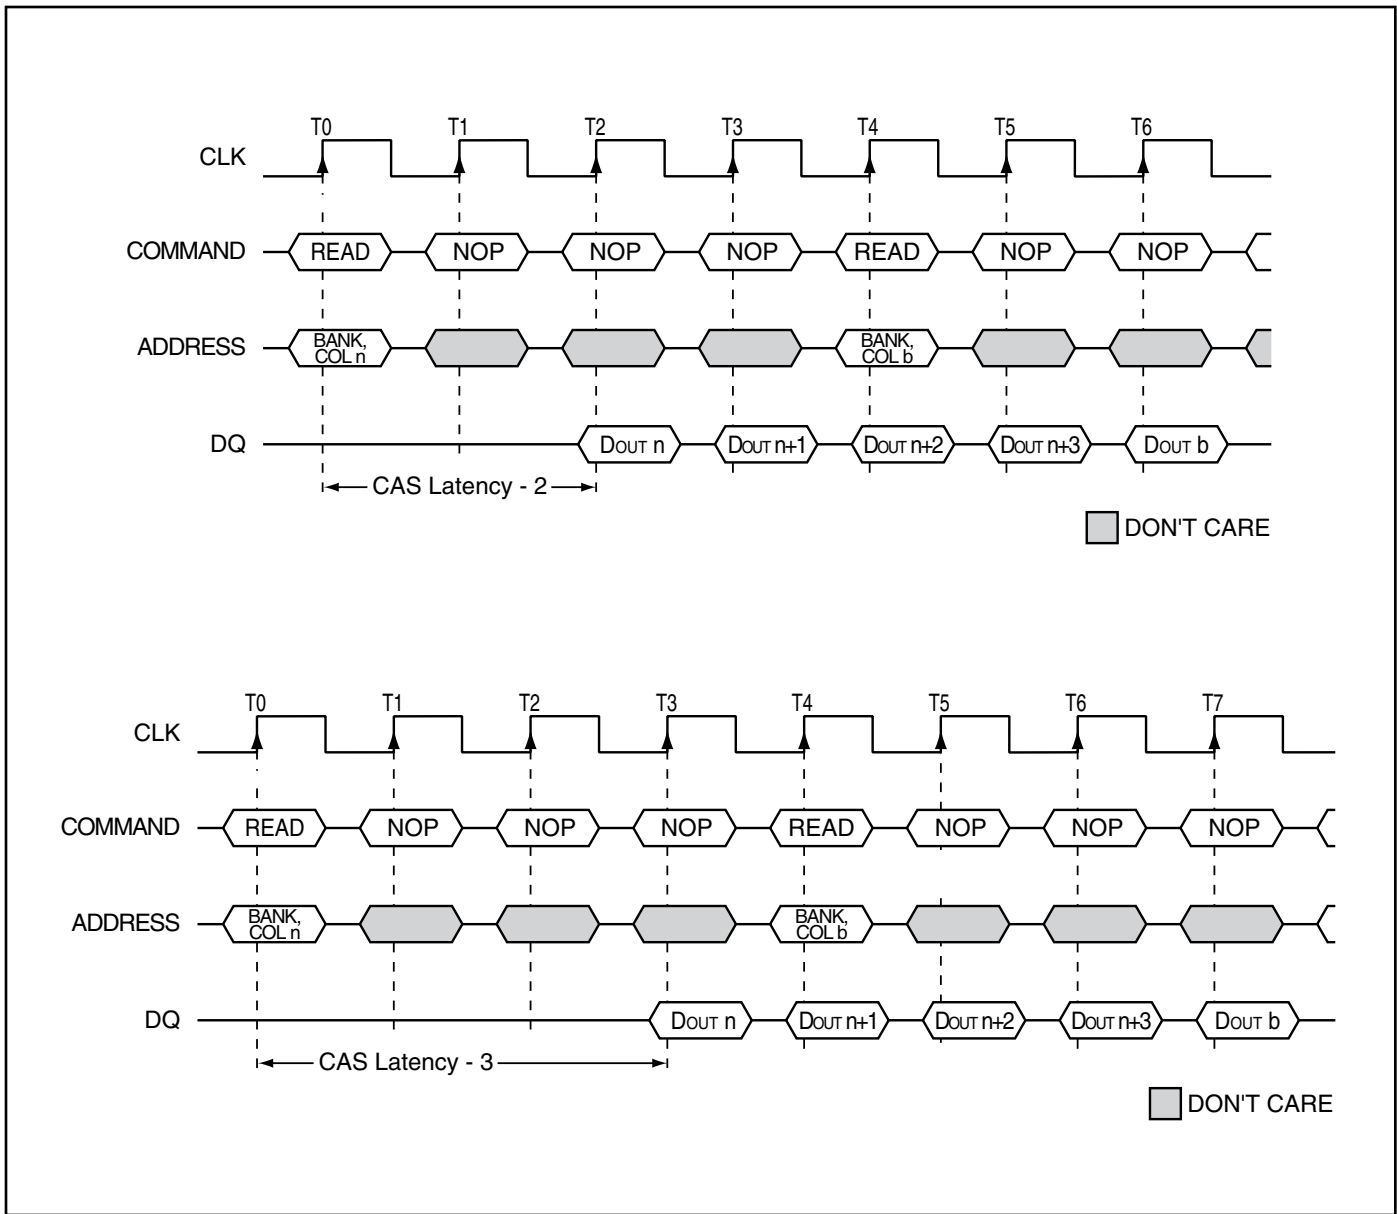 T0 T1 T2 T3 T4 T5 T6
CLK
COMMAND READ NOP NOP NOP READ NOP NOP
ADDRESS BANK, COL n BANK, COL b
DQ DOUT n DOUT n+1 DOUT n+2 DOUT n+3 DOUT b
CAS Latency - 2
DON'T CARE
T0 T1 T2 T3 T4 T5 T6 T7
CLK
COMMAND READ NOP NOP NOP READ NOP NOP NOP
ADDRESS BANK, COL n BANK, COL b
DQ DOUT n DOUT n+1 DOUT n+2 DOUT n+3 DOUT b
CAS Latency - 3
DON'T CARE